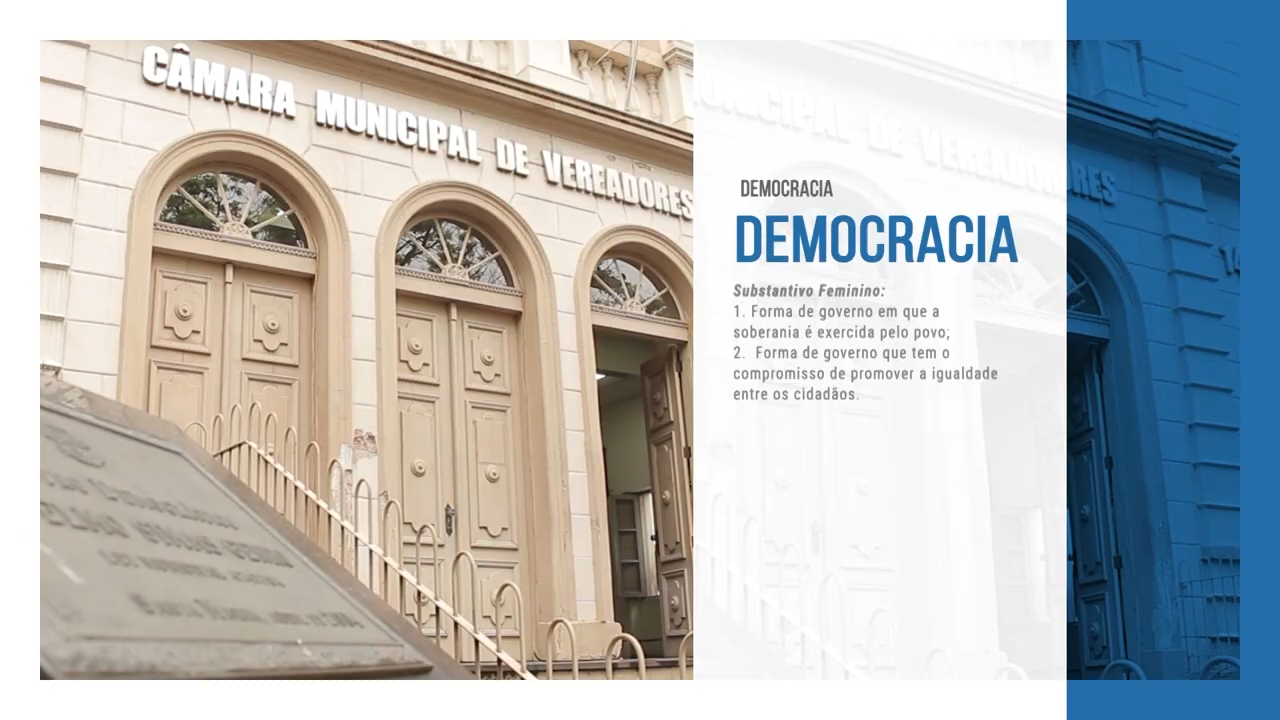 CÂMARA MUNICIPAL DE VEREADORES
DEMOCRACIA
DEMOCRACIA
Substantivo Feminino:
1. Forma de governo em que a
soberania é exercida pelo povo;
2. Forma de governo que tem o
compromisso de promover a igualdade
entre os cidadãos.